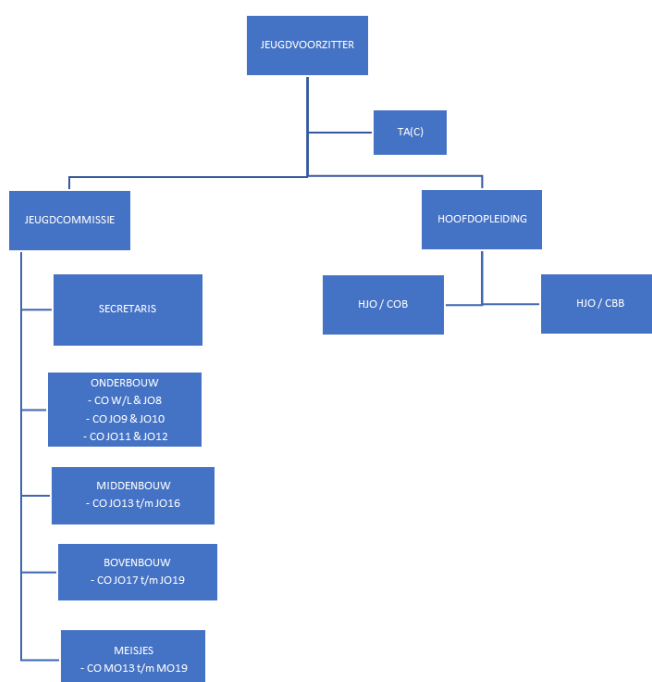 JEUGDVOORZITTER
TA(C)
JEUGDCOMMISSIE
HOOFDOPLEIDING
SECRETARIS
HJO / COB
HJO / CBB
ONDERBOUW
- CO W/L & JO8
- CO JO9 & JO10
- CO JO11 & JO12
MIDDENBOUW
- CO JO13 t/m JO16
BOVENBOUW
- CO JO17 t/m JO19
MEISJES
- CO MO13 t/m MO19